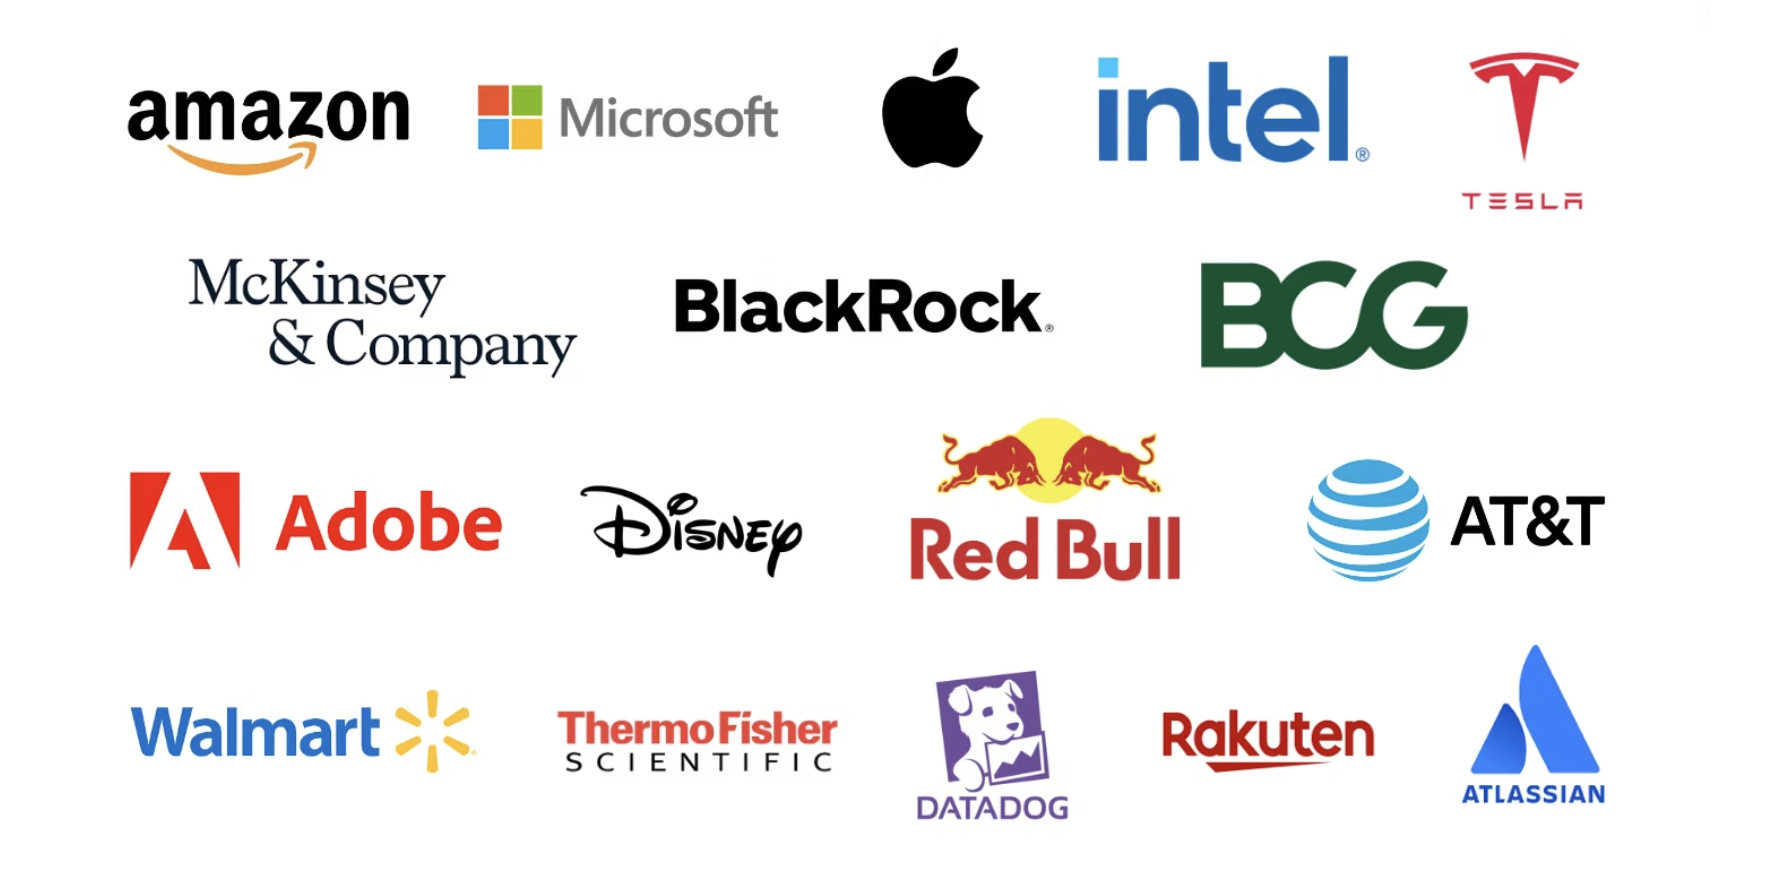 amazon
Microsoft
intel®
TESLA
McKinsey
& Company
BlackRock®
BCG
Adobe
Disney
Red Bull
AT&T
Walmart
ThermoFisher
SCIENTIFIC
DATADOG
Rakuten
ATLASSIAN